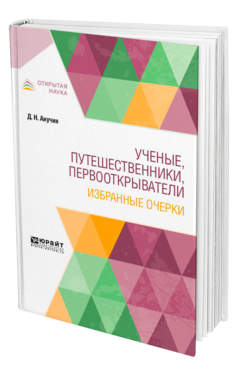 ОТКРЫТАЯ
НАУКА
Д. Н. Анучин
УЧЕНЫЕ,
ПУТЕШЕСТВЕННИКИ,
ПЕРВООТКРЫВАТЕЛИ
ИЗБРАННЫЕ ОЧЕРКИ
юрайт